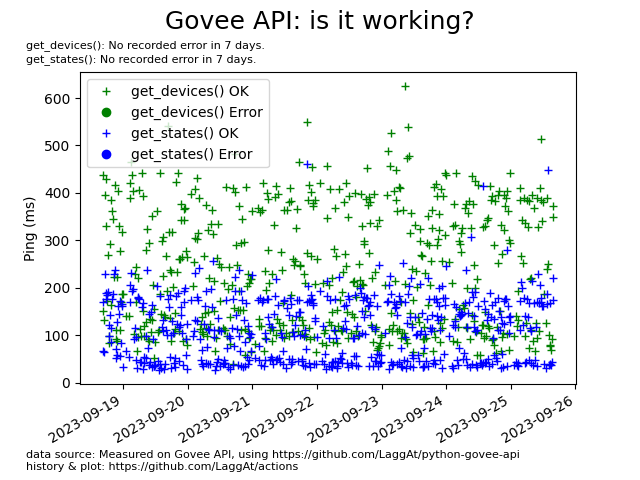 Govee API: is it working?
get_devices(): No recorded error in 7 days.
get_states(): No recorded error in 7 days.
get_devices() OK
get_devices() Error
get_states() OK
get_states() Error
Ping (ms)
600
500
400
300
200
100
0
2023-09-19
2023-09-20
2023-09-21
2023-09-22
2023-09-23
2023-09-24
2023-09-25
2023-09-26
data source: Measured on Govee API, using https://github.com/LaggAt/python-govee-api
history & plot: https://github.com/LaggAt/actions